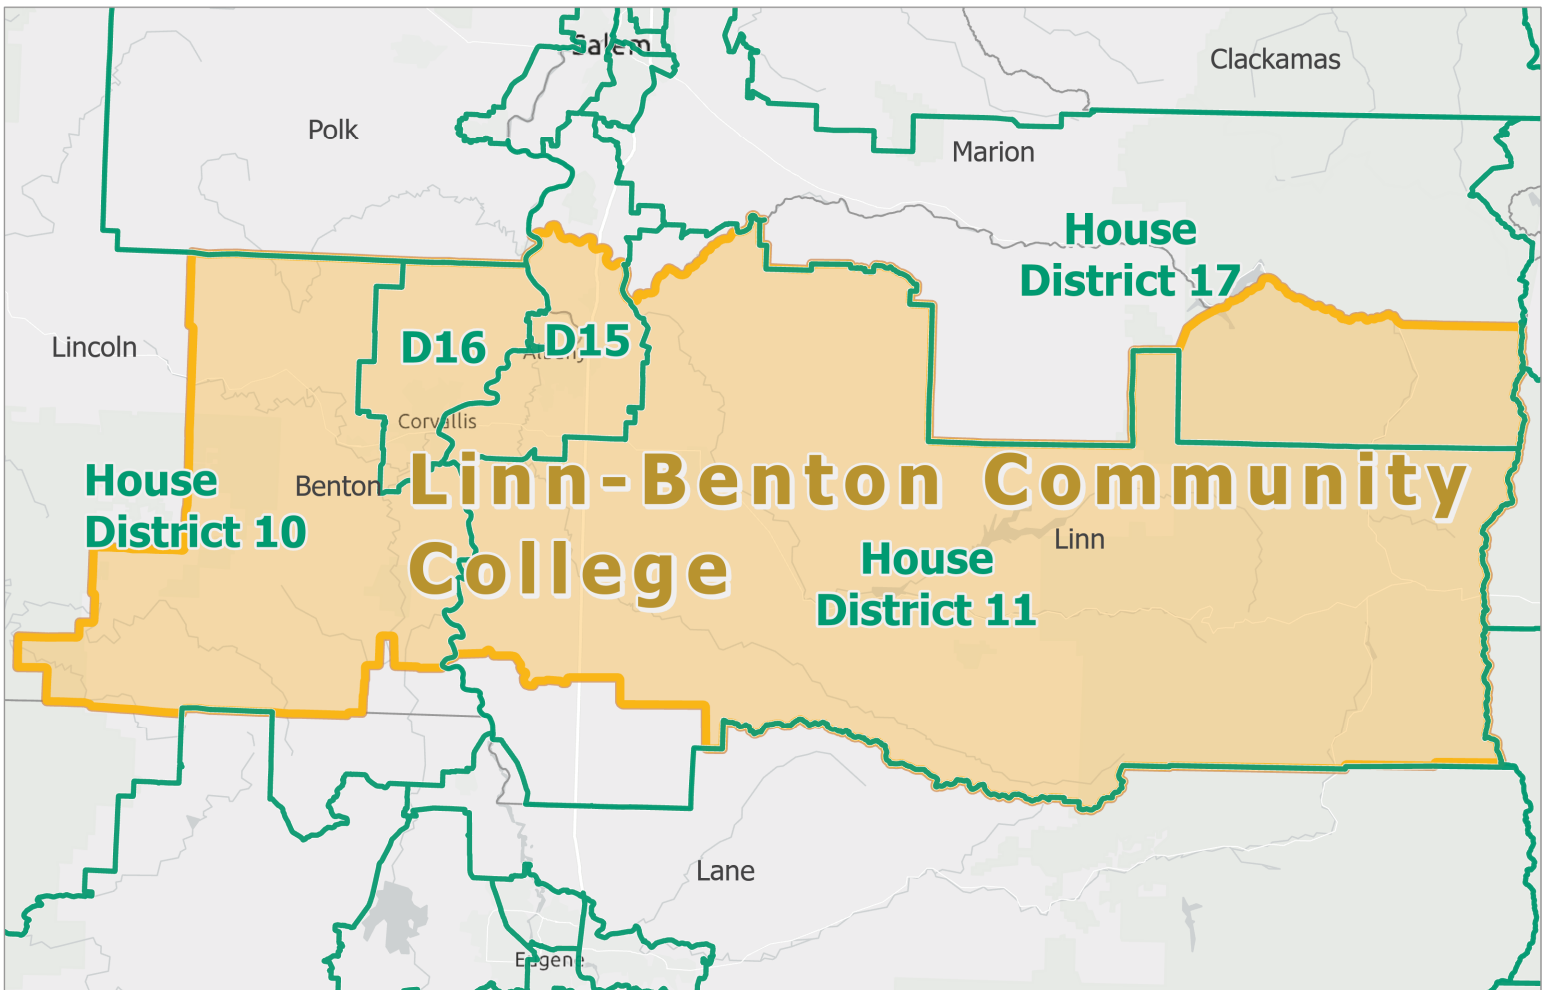 Salem
Clackamas
Polk
Marion
House
District 17
Lincoln
D16
D15
Albany
Corvallis
House
District 10
Benton
Linn-Benton Community
College
Linn
House
District 11
Lane
Eugene